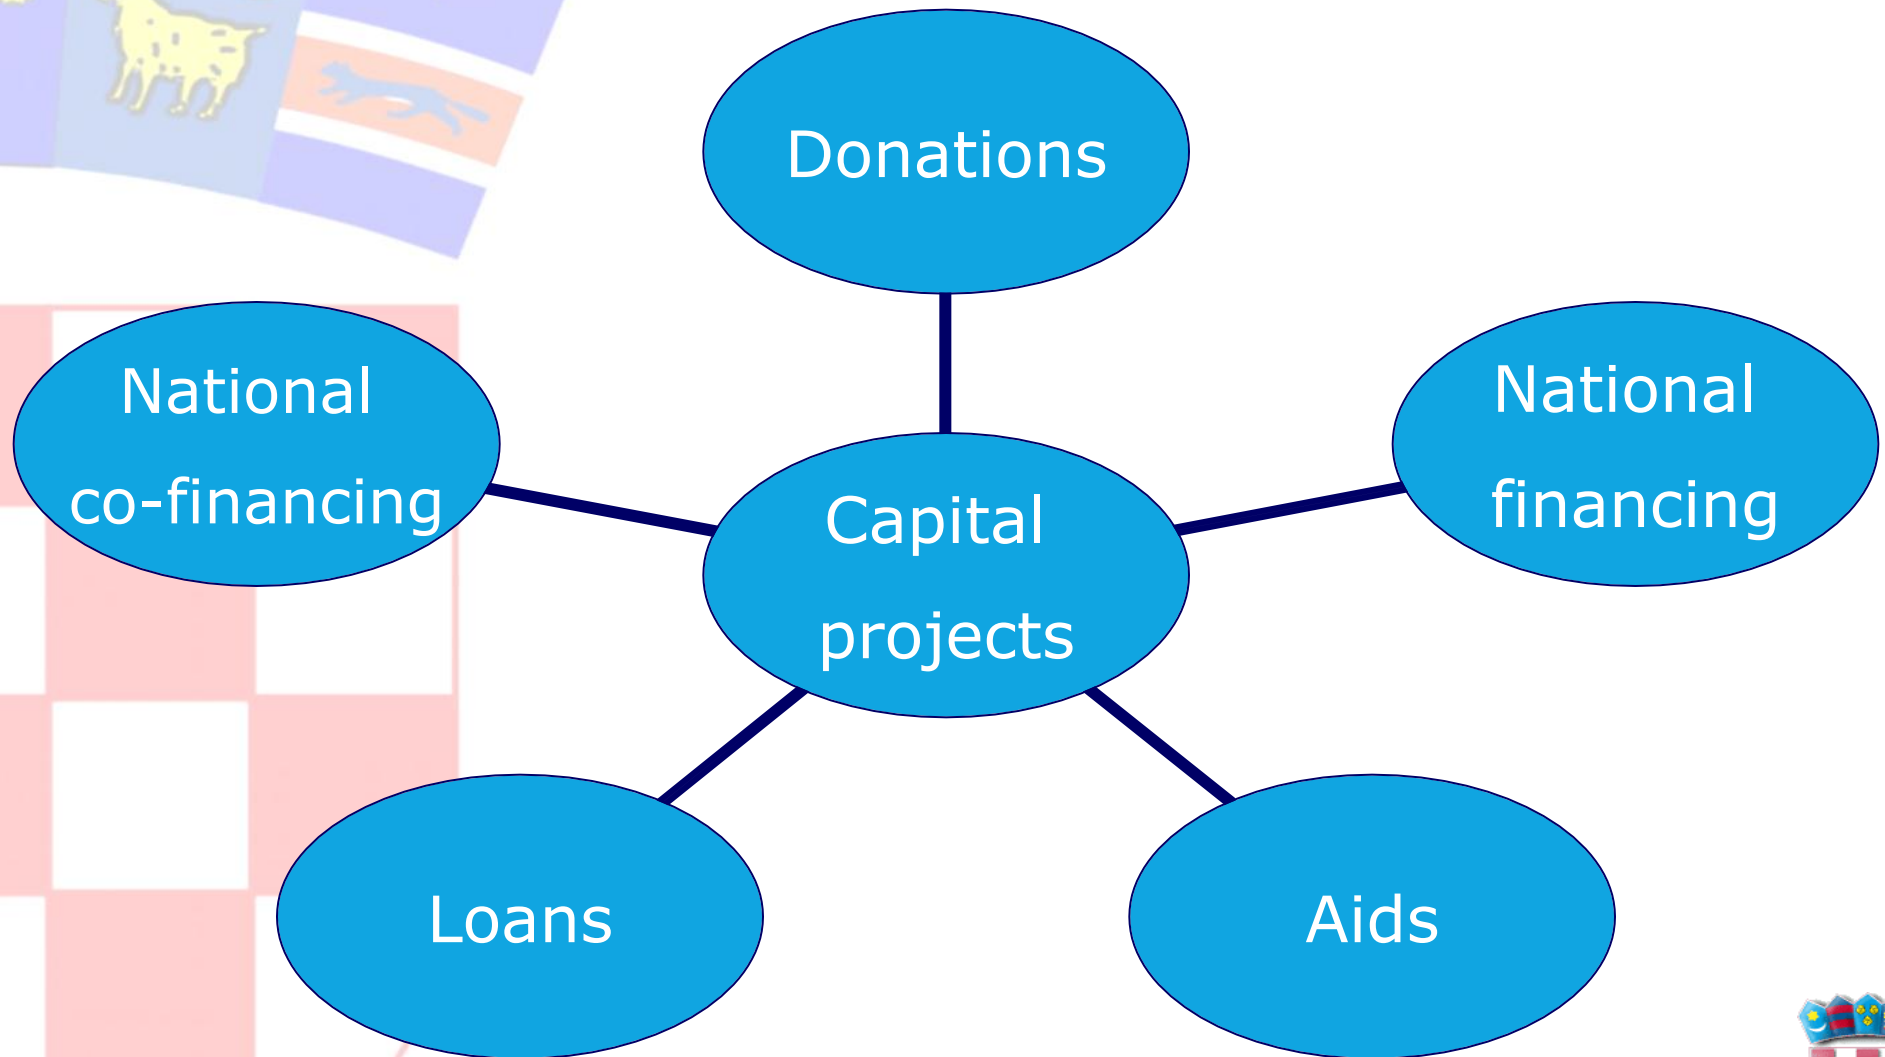 Donations
National
co-financing
National
financing
Capital
projects
Loans
Aids